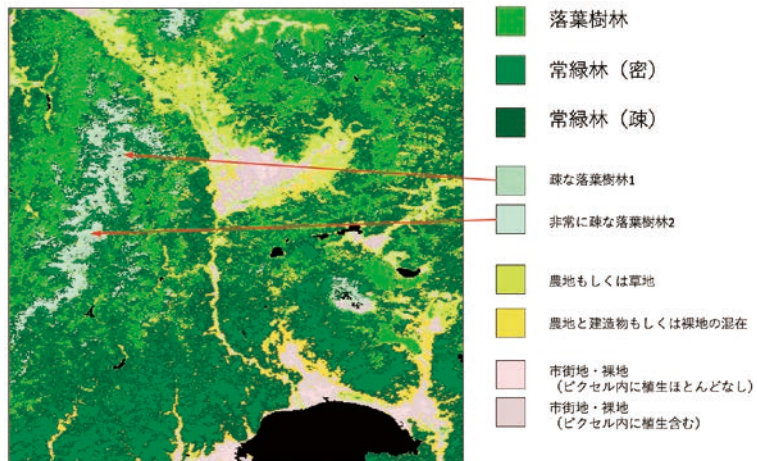 落葉樹林
常緑林（密）
常緑林（疎）
疎な落葉樹林1
非常に疎な落葉樹林2
農地もしくは草地
農地と建造物もしくは裸地の混在
市街地・裸地
（ピクセル内に植生ほとんどなし）
市街地・裸地
（ピクセル内に植生含む）